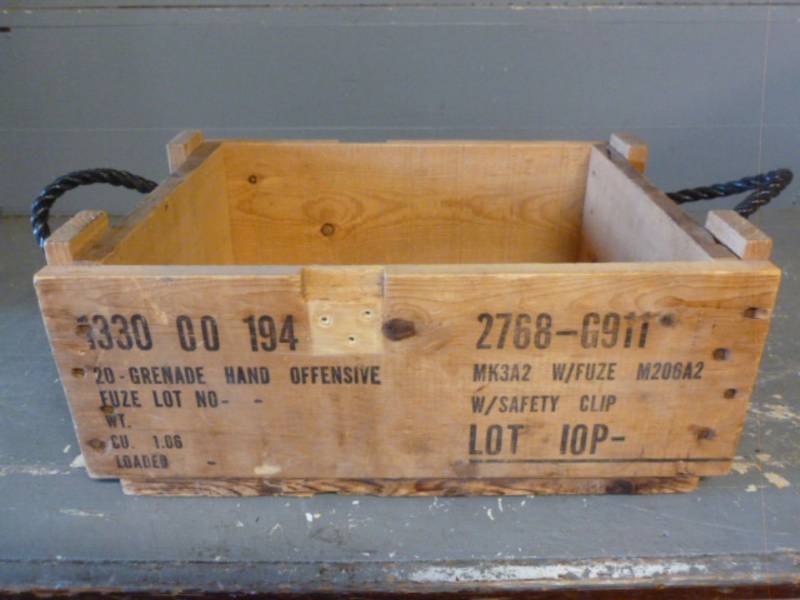 1330 00 194
2768-G911
20-GRENADE HAND OFFENSIVE
MK3A2 W/FUZE M206A2
FUZE LOT NO- -
W/SAFETY CLIP
WT.
CU. 1.06
LOT IOP-
LOADED -